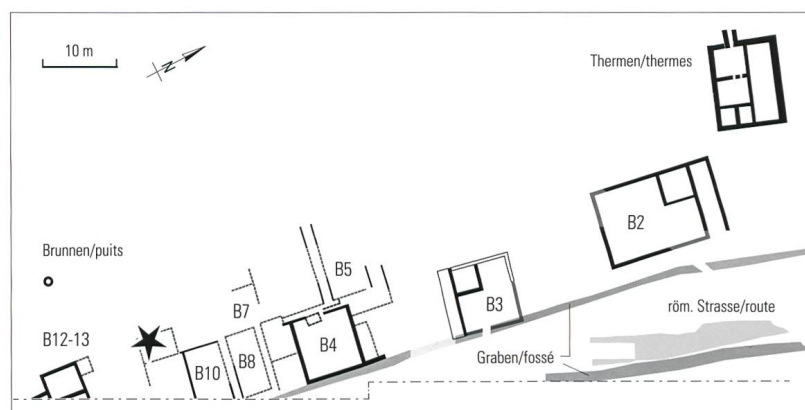 10 m
N
Thermen/thermes
B2
Brunnen/puits
B5
B7
B3
röm. Strasse/route
B12-13
B10
B8
B4
Graben/fossé